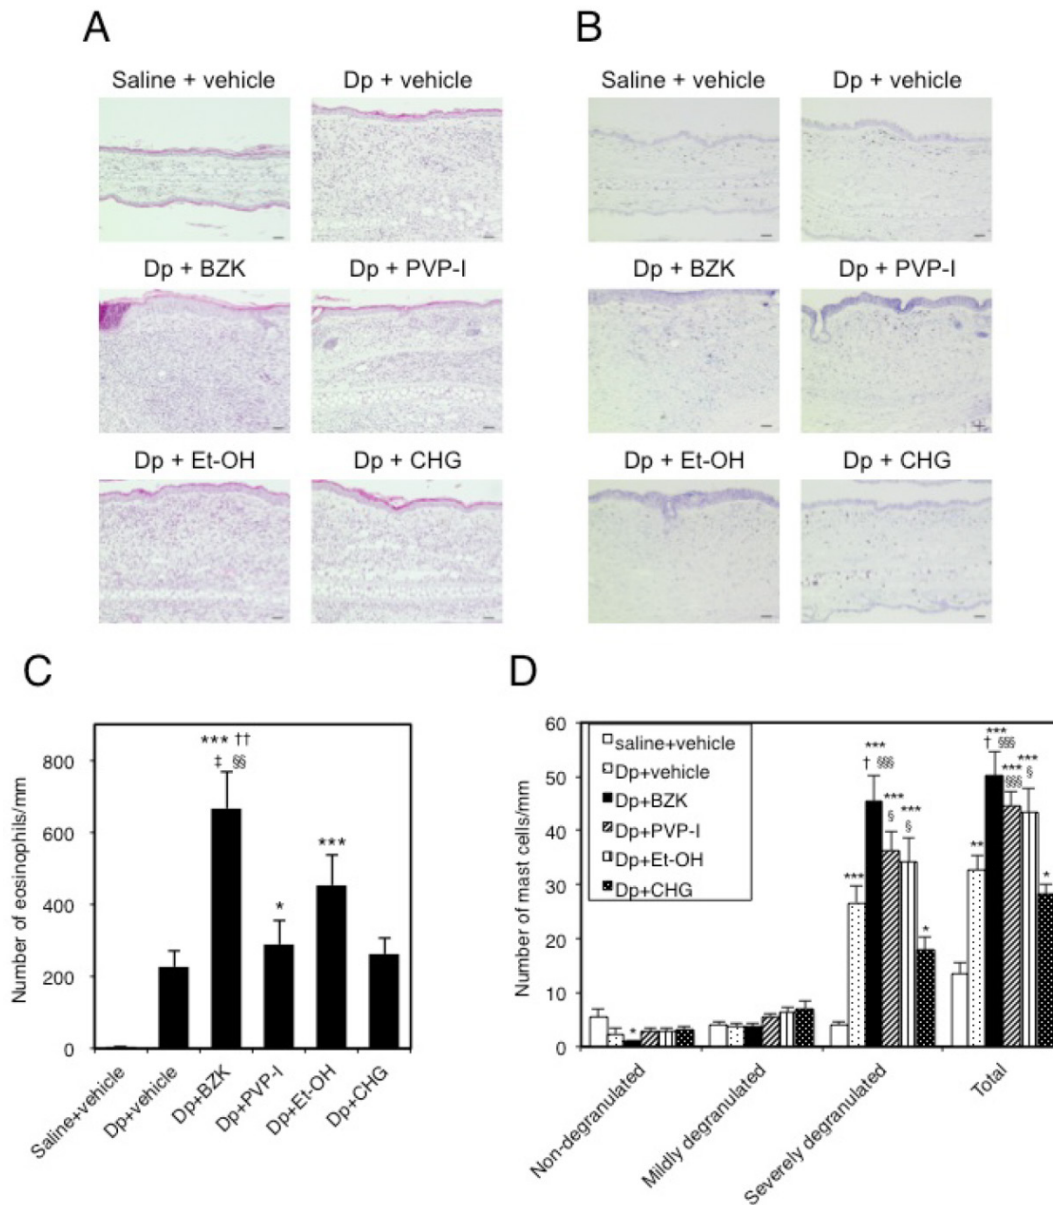 A
B
Saline + vehicle
Dp + vehicle
Saline + vehicle
Dp + vehicle
Dp + BZK
Dp + PVP-I
Dp + BZK
Dp + PVP-I
Dp + Et-OH
Dp + CHG
Dp + Et-OH
Dp + CHG
C
Number of eosinophils/mm
800
600
400
200
0
*** ††
‡ §§
*
***
Saline+vehicle
Dp+vehicle
Dp+BZK
Dp+PVP-I
Dp+Et-OH
Dp+CHG
D
Number of mast cells/mm
60
50
40
30
20
10
0
saline+vehicle
Dp+vehicle
Dp+BZK
Dp+PVP-I
Dp+Et-OH
Dp+CHG
*
***
***
† §§§
***
§
***
§
*
**
***
† §§§
***
§§§
***
§
*
Non-degranulated
Mildly degranulated
Severely degranulated
Total